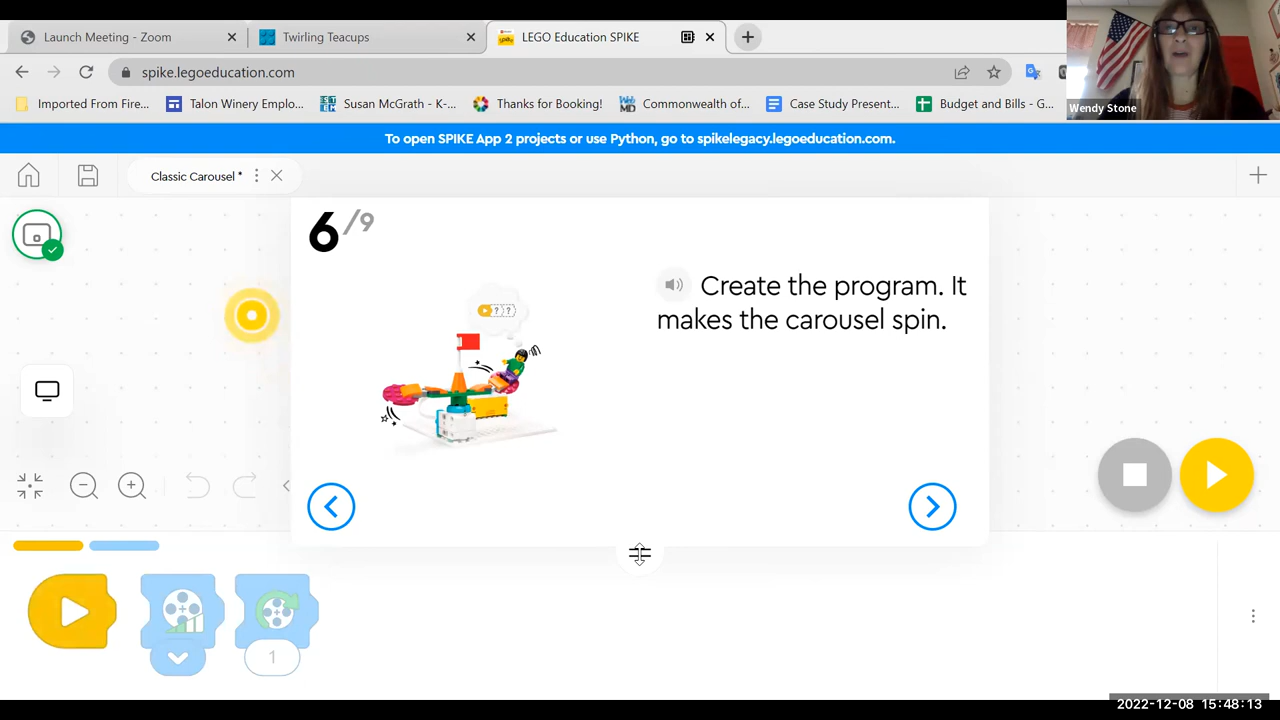 Launch Meeting - Zoom
Twirling Teacups
LEGO Education SPIKE
spike.legoeducation.com
Imported From Fire...
Talon Winery Emplo...
Susan McGrath - K-...
Thanks for Booking!
Commonwealth of...
Case Study Present...
Budget and Bills - G...
Wendy Stone
To open SPIKE App 2 projects or use Python, go to spikelegacy.legoeducation.com.
Classic Carousel *
6/9
? ?
Create the program. It
makes the carousel spin.
1
2022-12-08 15:48:13